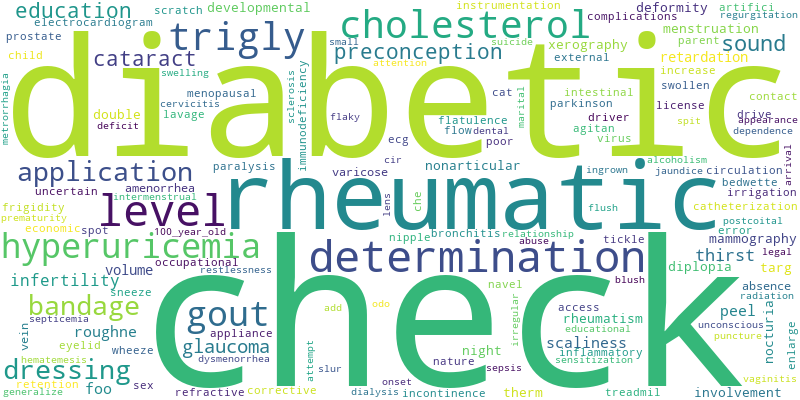 education
scratch
developmental
instrumentation
deformity
artifici
electrocardiogram
cholesterol
complications
regurgitation
prostate
trigly
small
suicide
xerography
menstruation
parent
sound
child
cataract
preconception
external
retardation
swelling
attention
increase
diabetic
metrorrhagia
menopausal
sclerosis
immunodeficiency
cat
marital
intestinal
swollen
contact
cervicitis
parkinson
license
double
lavage
flaky
flatulence
driver
drive
appearance
deficit
flow
dental
agitan
spit
dependence
ecg
poor
virus
application
paralysis
cir
nonarticular
alcoholism
arrival
varicose
ingrown
jaundice
circulation
uncertain
amenorrhea
rheumatic
bedwette
irrigation
frigidity
intermenstrual
level
lens
che
flush
catheterization
prematurity
postcoital
economic
spot
100_year_old
nipple
bronchitis
relationship
error
hyperuricemia
determination
abuse
tickle
mammography
legal
occupational
thirst
absence
infertility
volume
restlessness
check
navel
blush
diplopia
targ
sneeze
irregular
access
radiation
bandage
gout
add
odo
rheumatism
peel
nocturia
septicemia
educational
unconscious
vein
roughne
appliance
night
scaliness
puncture
enlarge
eyelid
wheeze
glaucoma
inflammatory
hematemesis
dysmenorrhea
nature
sepsis
sensitization
dressing
attempt
slur
onset
vaginitis
retention
sex
corrective
generalize
foo
refractive
dialysis
incontinence
therm
treadmil
involvement